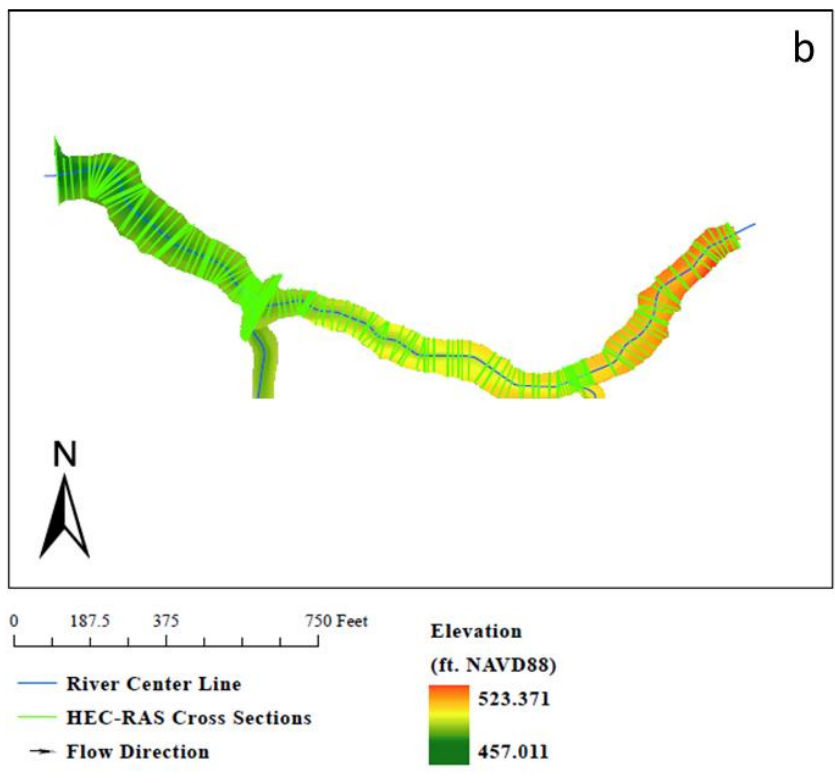 b
N
0 187.5 375 750 Feet
River Center Line
HEC-RAS Cross Sections
Flow Direction
Elevation
(ft. NAVD88)
523.371
457.011